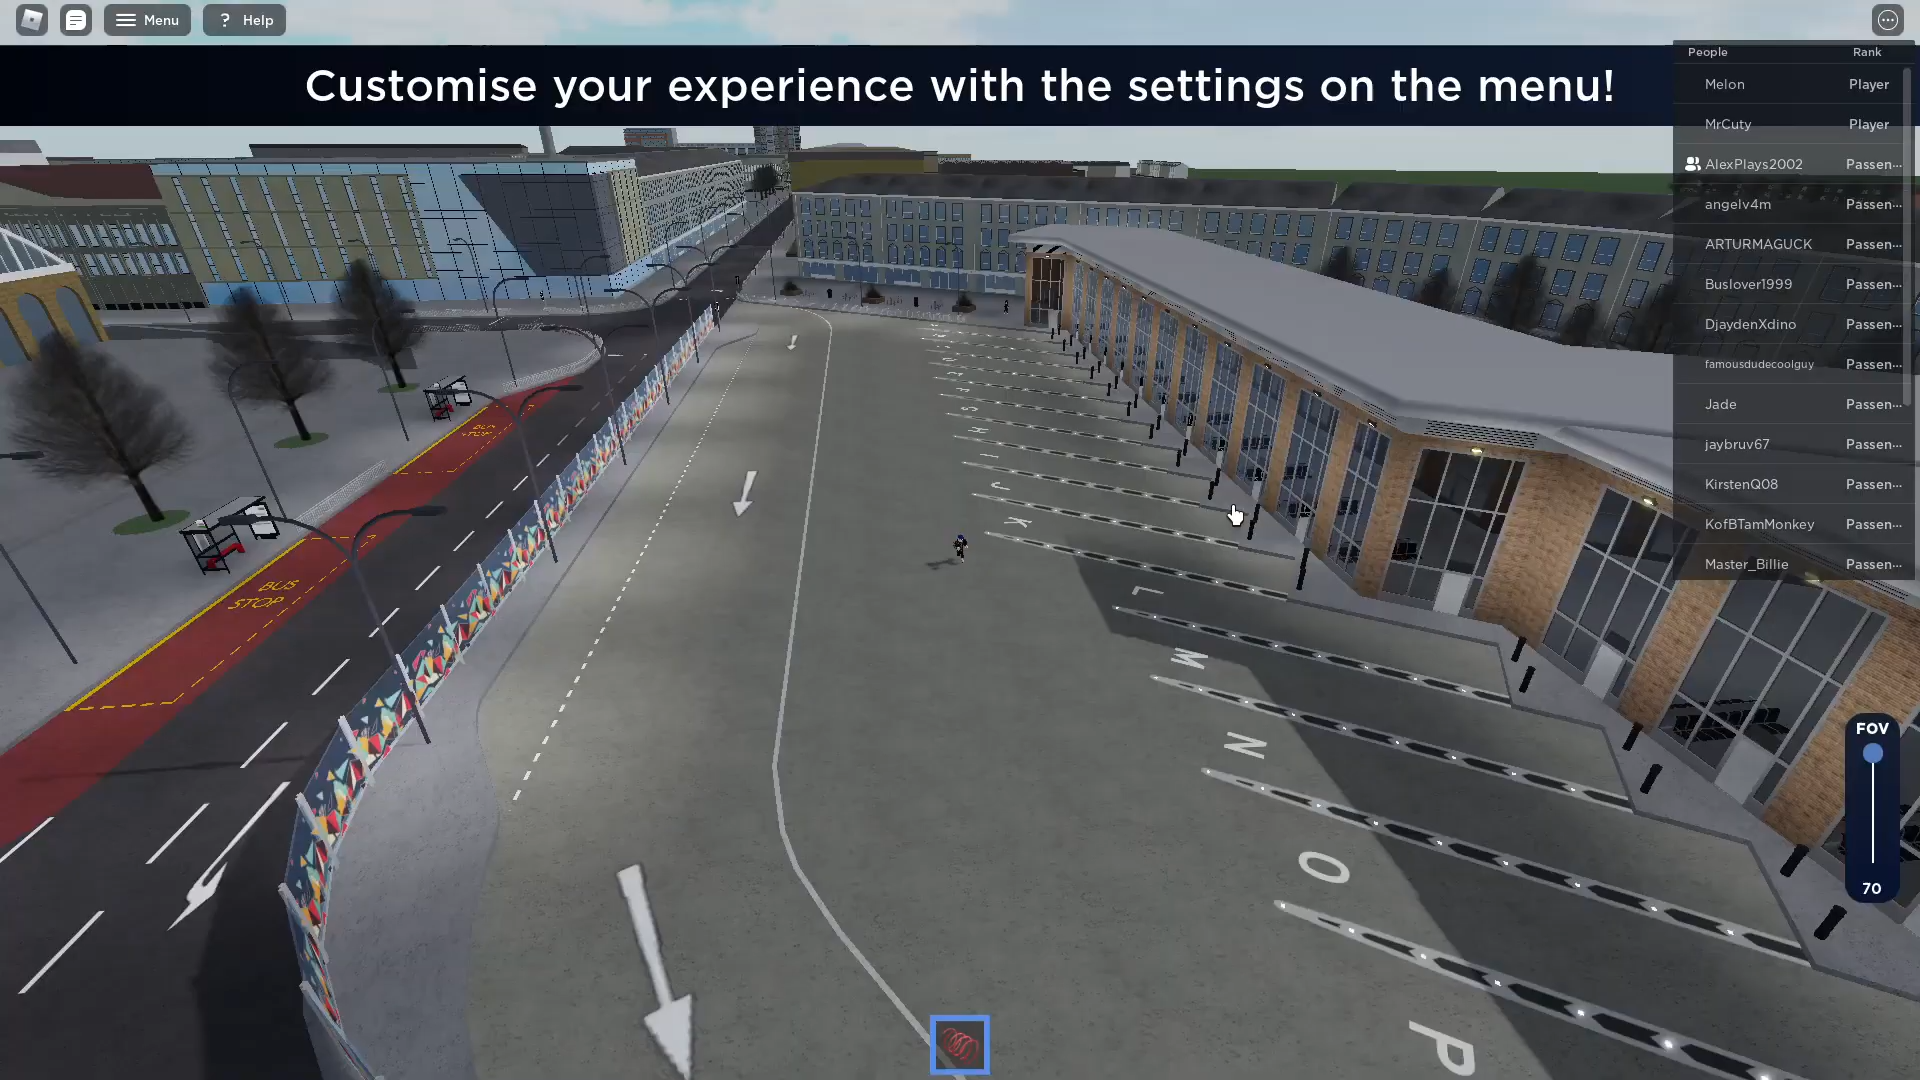 Menu
Help
Customise your experience with the settings on the menu!
People Rank
Melon Player
MrCuty Player
AlexPlays2002 Passen...
angelv4m Passen...
ARTURMAGUCK Passen...
Buslover1999 Passen...
DjaydenXdino Passen...
famousdudecoolguy Passen...
Jade Passen...
jaybruv67 Passen...
KirstenQ08 Passen...
KofBTamMonkey Passen...
Master_Billie Passen...
BUS
STOP
BUS
STOP
J
K
L
M
N
O
P
FOV
70